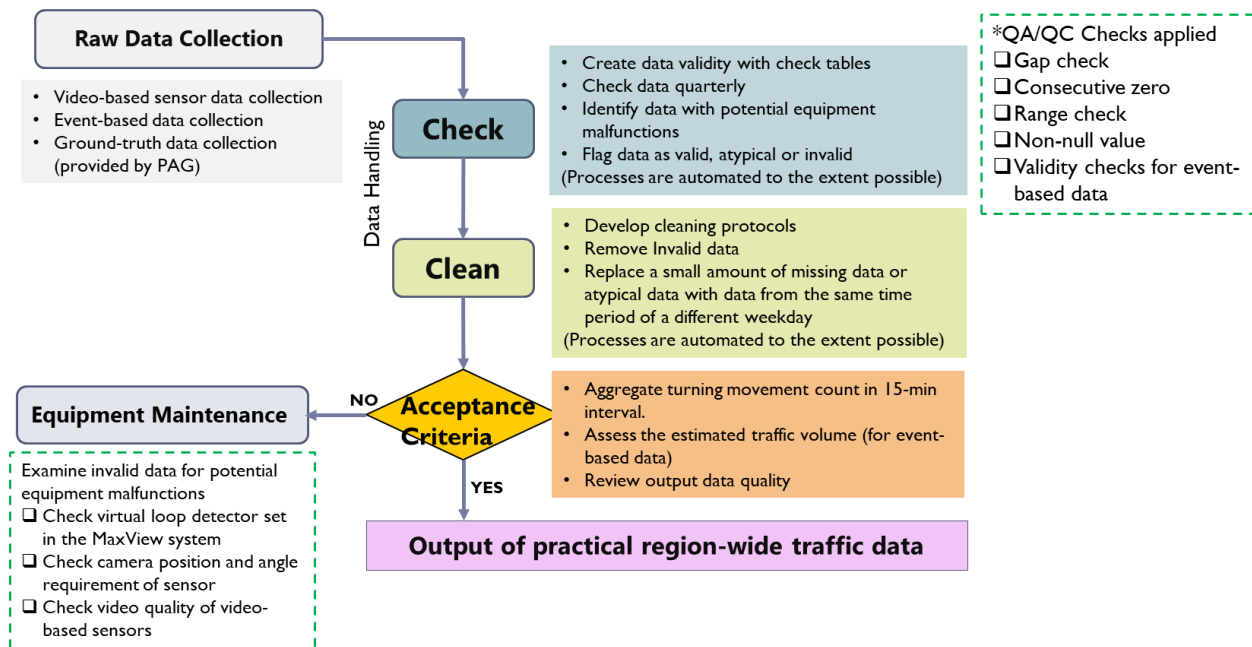 Raw Data Collection
• Video-based sensor data collection
• Event-based data collection
• Ground-truth data collection
(provided by PAG)
Data Handling
Check
• Create data validity with check tables
• Check data quarterly
• Identify data with potential equipment
malfunctions
• Flag data as valid, atypical or invalid
(Processes are automated to the extent possible)
*QA/QC Checks applied
❑ Gap check
❑ Consecutive zero
❑ Range check
❑ Non-null value
❑ Validity checks for event-
based data
Clean
• Develop cleaning protocols
• Remove Invalid data
• Replace a small amount of missing data or
atypical data with data from the same time
period of a different weekday
(Processes are automated to the extent possible)
Acceptance
Criteria
• Aggregate turning movement count in 15-min
interval.
• Assess the estimated traffic volume (for event-
based data)
• Review output data quality
NO
Equipment Maintenance
Examine invalid data for potential
equipment malfunctions
❑ Check virtual loop detector set
in the MaxView system
❑ Check camera position and angle
requirement of sensor
❑ Check video quality of video-
based sensors
YES
Output of practical region-wide traffic data